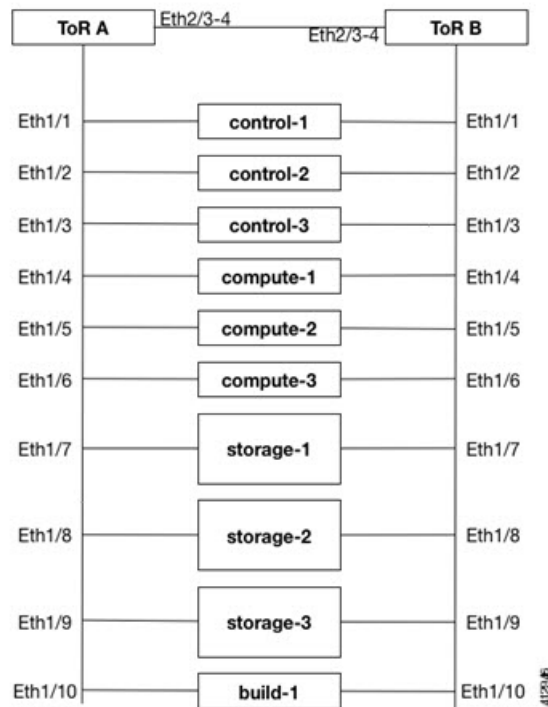 ToR A Eth2/3-4 ToR B
Eth2/3-4
Eth1/1 control-1 Eth1/1
Eth1/2 control-2 Eth1/2
Eth1/3 control-3 Eth1/3
Eth1/4 compute-1 Eth1/4
Eth1/5 compute-2 Eth1/5
Eth1/6 compute-3 Eth1/6
Eth1/7 storage-1 Eth1/7
Eth1/8 storage-2 Eth1/8
Eth1/9 storage-3 Eth1/9
Eth1/10 build-1 Eth1/10